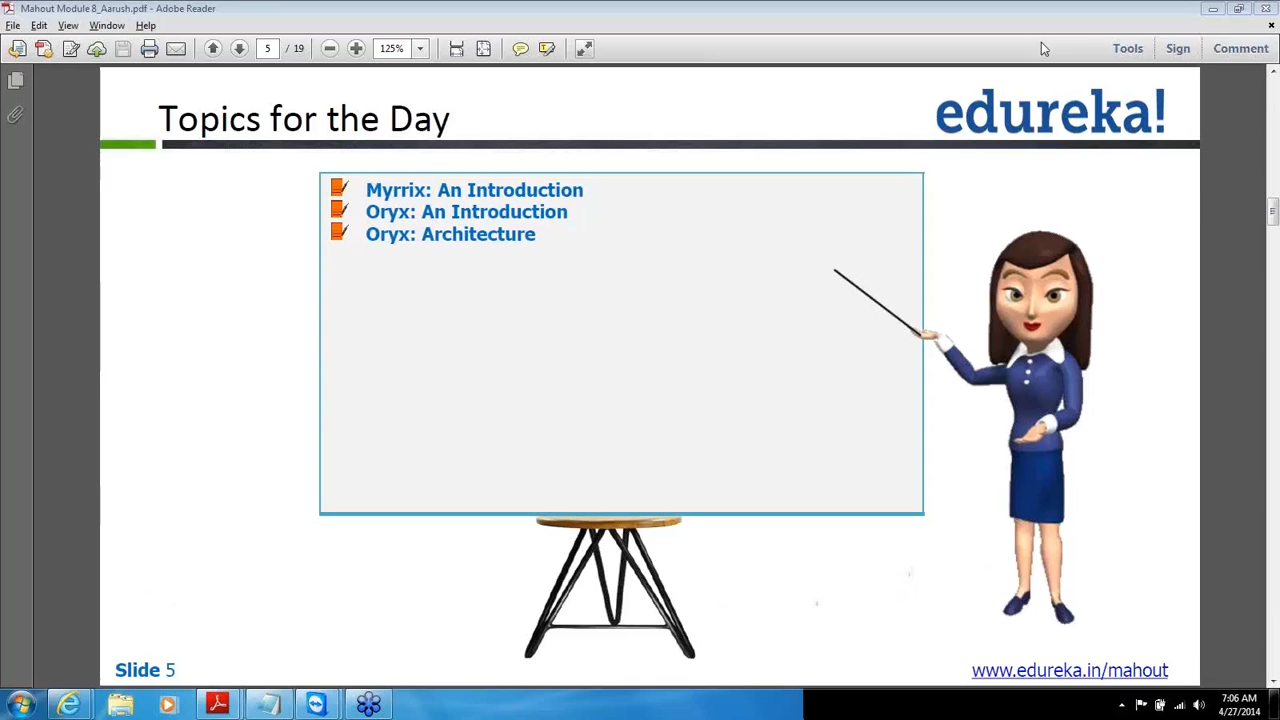 Mahout Module 8_Aarush.pdf - Adobe Reader
File Edit View Window Help
5 / 19 125% Tools Sign Comment
Topics for the Day
edureka!
Myrrix: An Introduction
Oryx: An Introduction
Oryx: Architecture
Slide 5
www.edureka.in/mahout
7:06 AM
4/27/2014